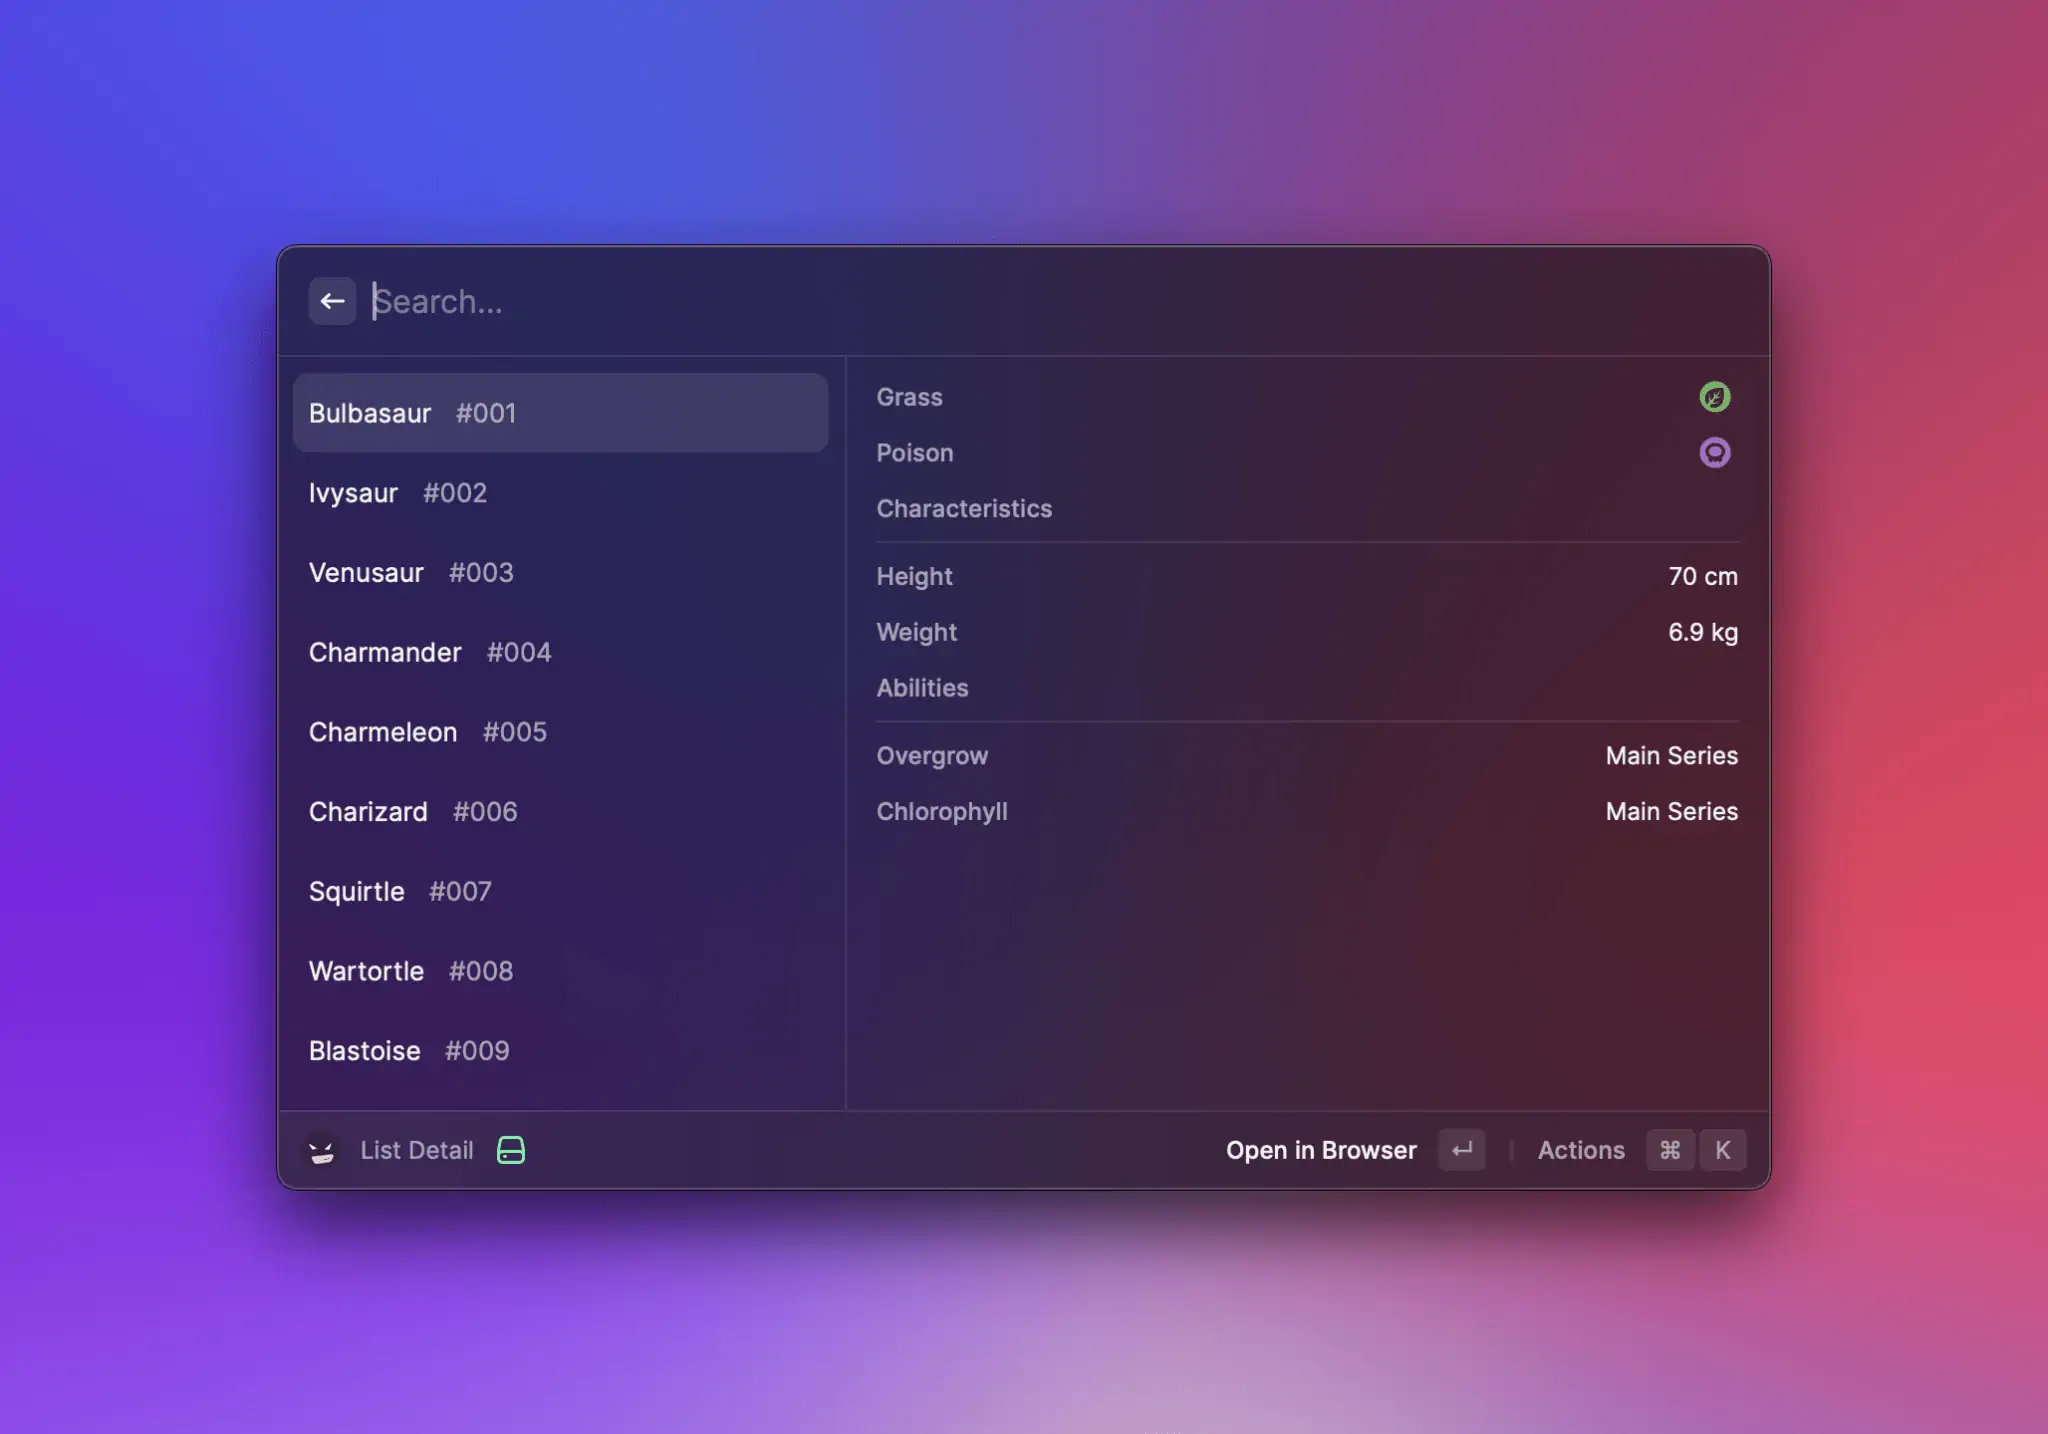 Search...
Bulbasaur #001
Ivysaur #002
Venusaur #003
Charmander #004
Charmeleon #005
Charizard #006
Squirtle #007
Wartortle #008
Blastoise #009
Grass
Poison
Characteristics
Height 70 cm
Weight 6.9 kg
Abilities
Overgrow Main Series
Chlorophyll Main Series
List Detail
Open in Browser ↵ Actions ⌘ K